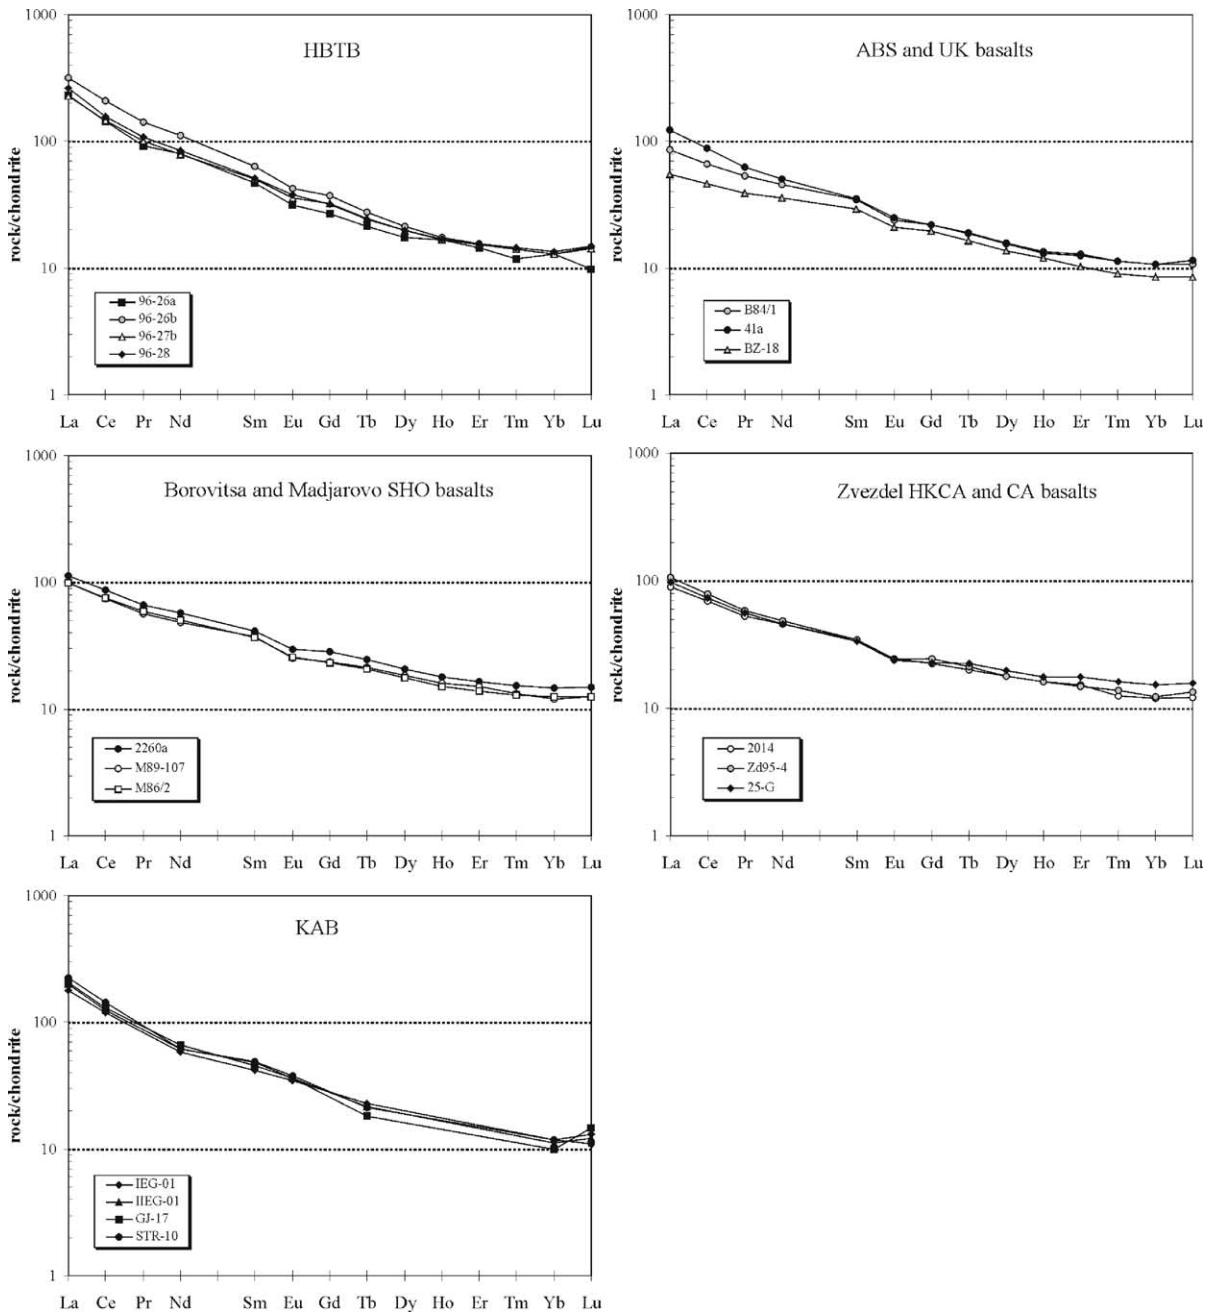 HBTB
rock/chondrite
1000
100
10
1
96-26a
96-26b
96-27b
96-28
La Ce Pr Nd Sm Eu Gd Tb Dy Ho Er Tm Yb Lu
ABS and UK basalts
rock/chondrite
1000
100
10
1
B84/1
41a
BZ-18
La Ce Pr Nd Sm Eu Gd Tb Dy Ho Er Tm Yb Lu
Borovitsa and Madjarovo SHO basalts
rock/chondrite
1000
100
10
1
2260a
M89-107
M86/2
La Ce Pr Nd Sm Eu Gd Tb Dy Ho Er Tm Yb Lu
Zvezdel HKCA and CA basalts
rock/chondrite
1000
100
10
1
2014
Zd95-4
25-G
La Ce Pr Nd Sm Eu Gd Tb Dy Ho Er Tm Yb Lu
KAB
rock/chondrite
1000
100
10
1
IEG-01
IIEG-01
GJ-17
STR-10
La Ce Pr Nd Sm Eu Gd Tb Dy Ho Er Tm Yb Lu